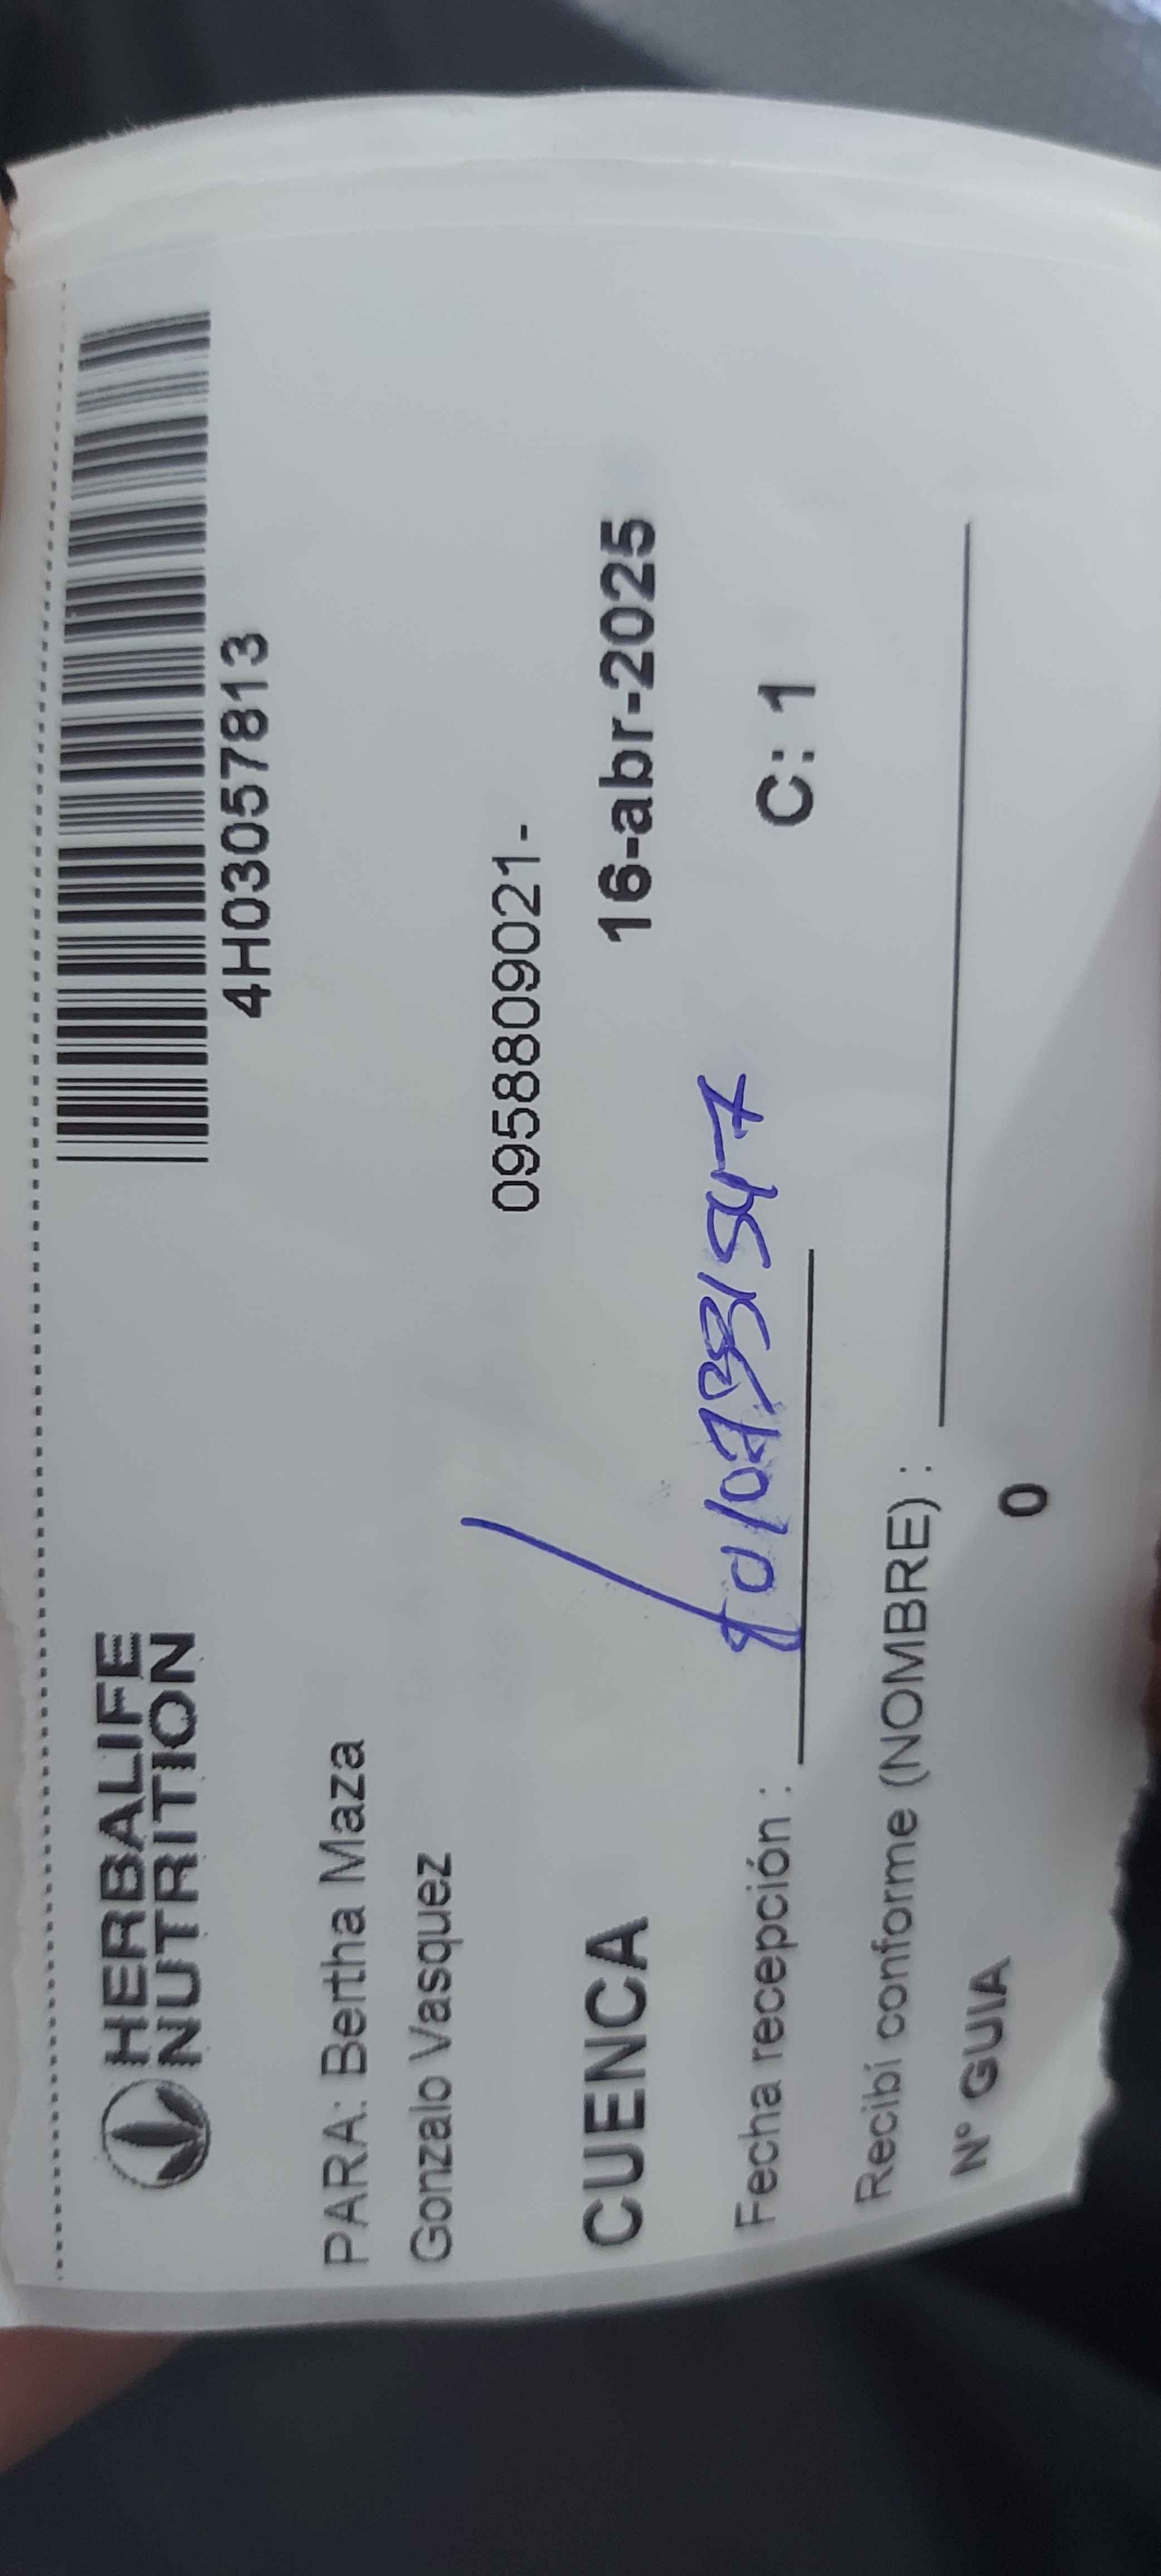 HERBALIFE
NUTRITION
4H03057813
PARA: Bertha Maza
Gonzalo Vasquez
0958809021-
CUENCA
16-abr-2025
Fecha recepción :
C: 1
Recibí conforme (NOMBRE) :
N° GUIA
0